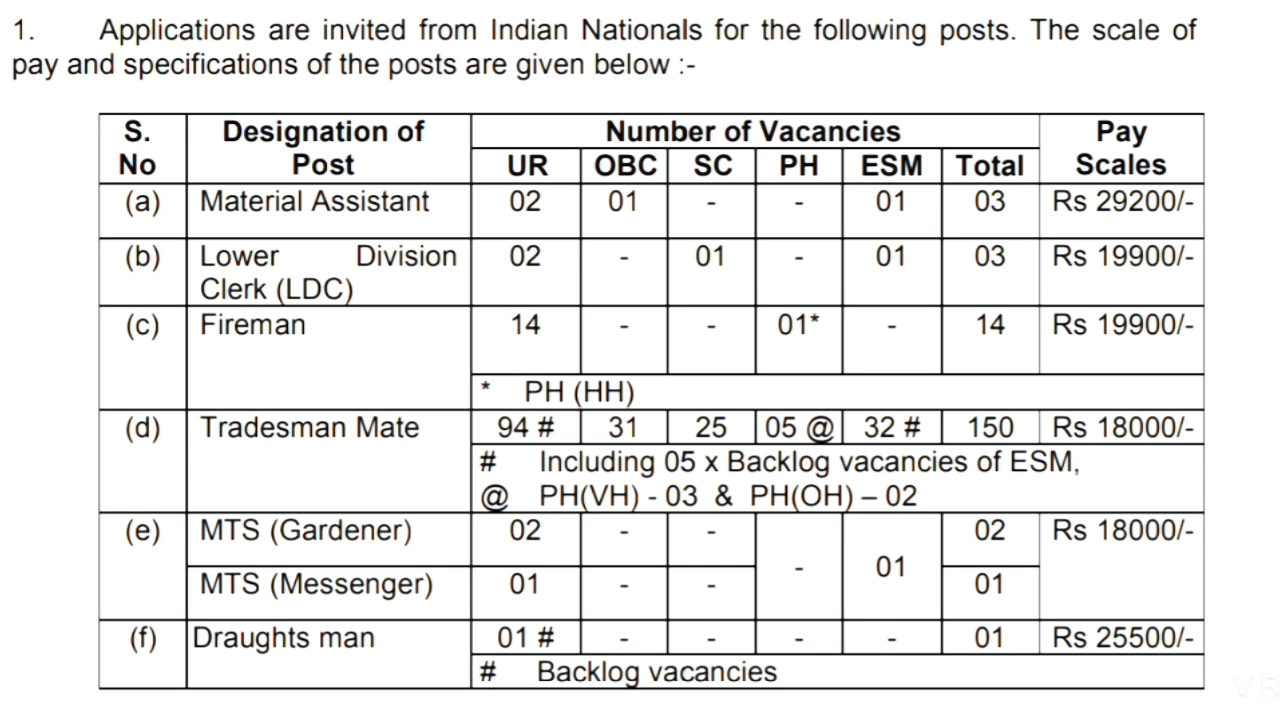 1. Applications are invited from Indian Nationals for the following posts. The scale of
pay and specifications of the posts are given below :-
S. No | Designation of Post | Number of Vacancies | Pay Scales
UR | OBC | SC | PH | ESM | Total
(a) | Material Assistant | 02 | 01 | - | - | 01 | 03 | Rs 29200/-
(b) | Lower Division Clerk (LDC) | 02 | - | 01 | - | 01 | 03 | Rs 19900/-
(c) | Fireman | 14 | - | - | 01* | - | 14 | Rs 19900/-
* PH (HH)
(d) | Tradesman Mate | 94 # | 31 | 25 | 05 @ | 32 # | 150 | Rs 18000/-
# Including 05 x Backlog vacancies of ESM,
@ PH(VH) - 03 & PH(OH) – 02
(e) | MTS (Gardener) | 02 | - | - | - | 01 | 02 | Rs 18000/-
MTS (Messenger) | 01 | - | - | 01
(f) | Draughts man | 01 # | - | - | - | - | 01 | Rs 25500/-
# Backlog vacancies